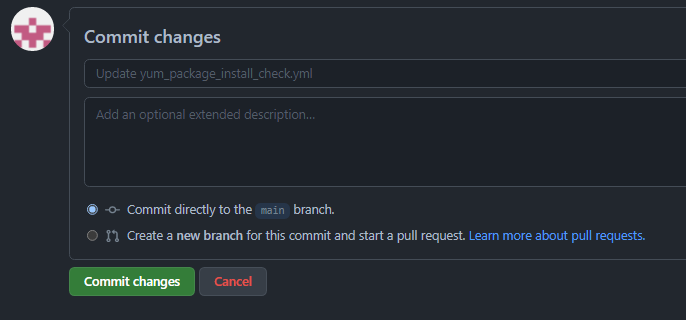 Commit changes
Update yum_package_install_check.yml
Add an optional extended description...
Commit directly to the main branch.
Create a new branch for this commit and start a pull request. Learn more about pull requests.
Commit changes
Cancel